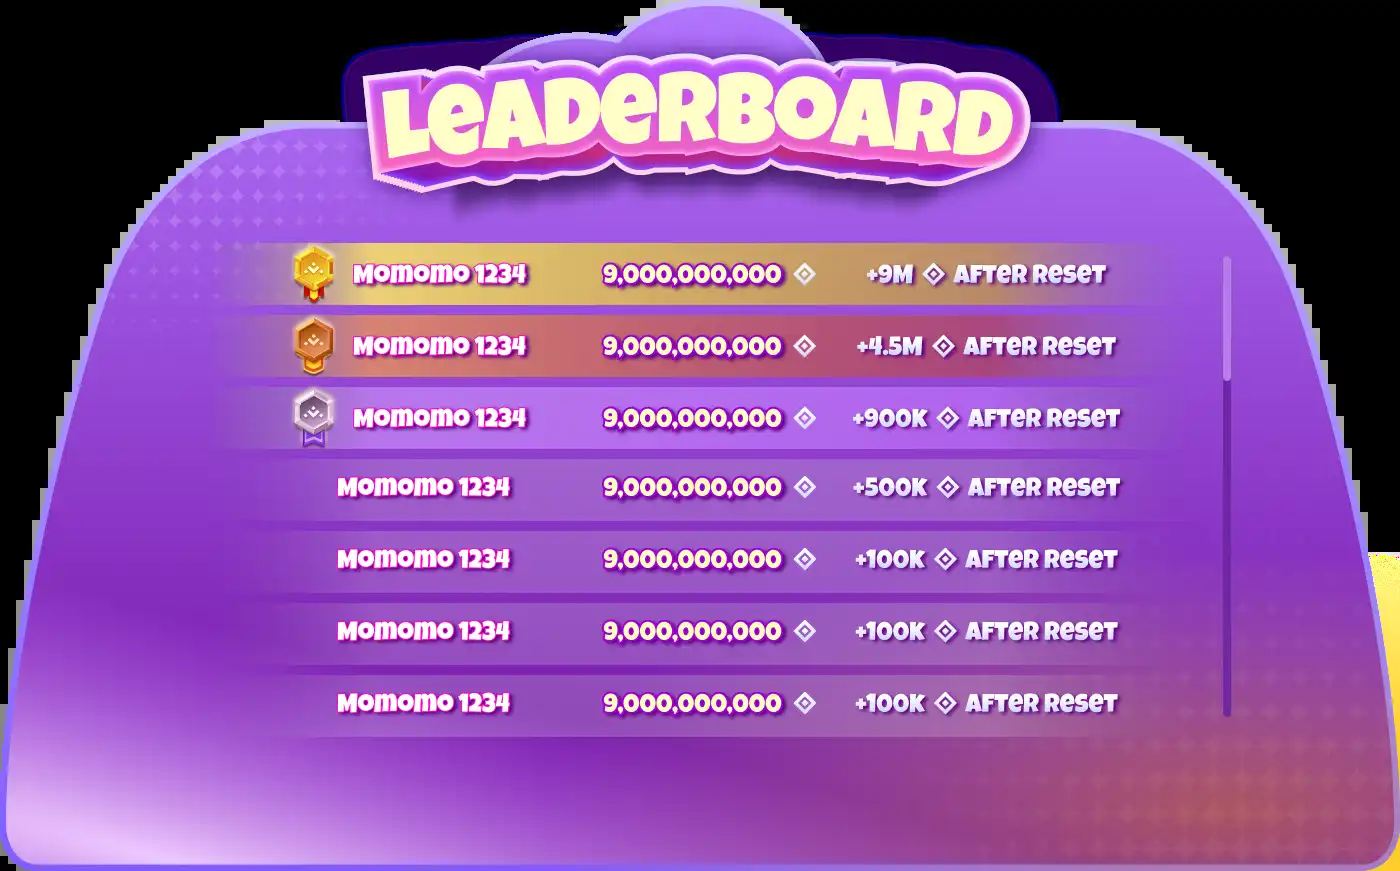 LEADERBOARD
Momomo 1234 9,000,000,000 +9M AFTER RESET
Momomo 1234 9,000,000,000 +4.5M AFTER RESET
Momomo 1234 9,000,000,000 +900K AFTER RESET
Momomo 1234 9,000,000,000 +500K AFTER RESET
Momomo 1234 9,000,000,000 +100K AFTER RESET
Momomo 1234 9,000,000,000 +100K AFTER RESET
Momomo 1234 9,000,000,000 +100K AFTER RESET